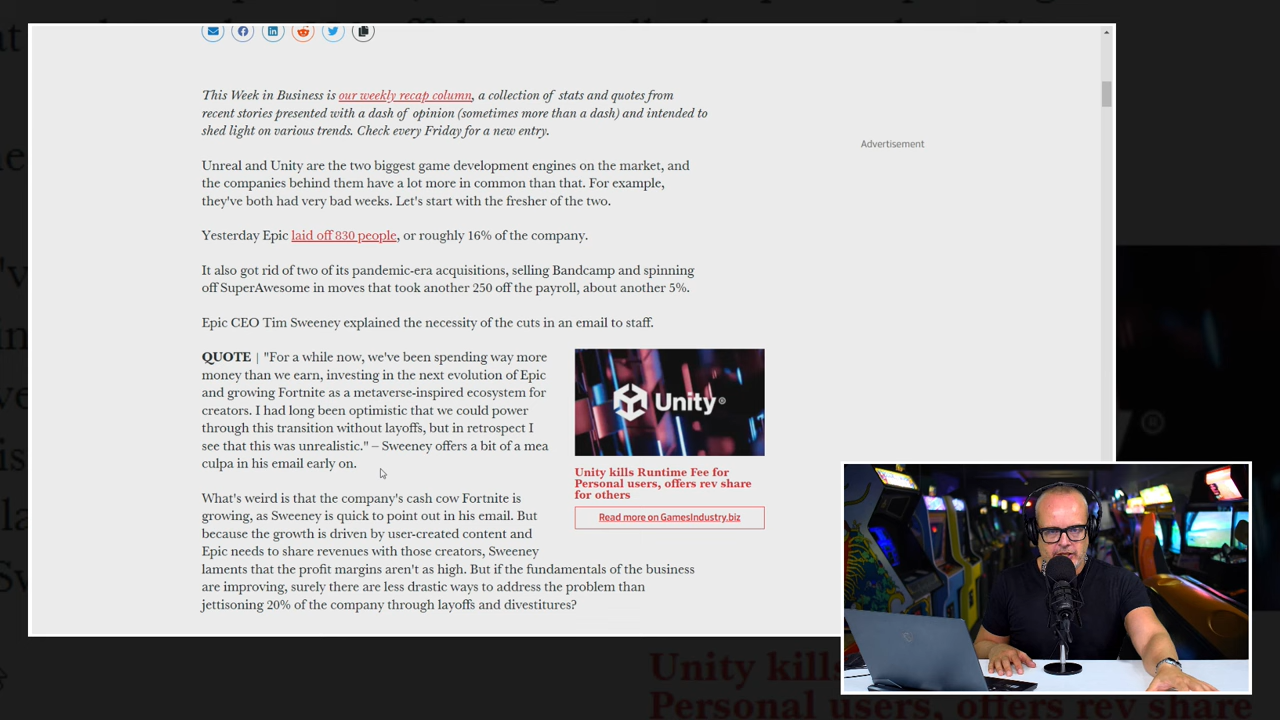 This Week in Business is our weekly recap column, a collection of stats and quotes from
recent stories presented with a dash of opinion (sometimes more than a dash) and intended to
shed light on various trends. Check every Friday for a new entry.
Advertisement
Unreal and Unity are the two biggest game development engines on the market, and
the companies behind them have a lot more in common than that. For example,
they've both had very bad weeks. Let's start with the fresher of the two.
Yesterday Epic laid off 830 people, or roughly 16% of the company.
It also got rid of two of its pandemic-era acquisitions, selling Bandcamp and spinning
off SuperAwesome in moves that took another 250 off the payroll, about another 5%.
Epic CEO Tim Sweeney explained the necessity of the cuts in an email to staff.
QUOTE | "For a while now, we've been spending way more
money than we earn, investing in the next evolution of Epic
and growing Fortnite as a metaverse-inspired ecosystem for
creators. I had long been optimistic that we could power
through this transition without layoffs, but in retrospect I
see that this was unrealistic." – Sweeney offers a bit of a mea
culpa in his email early on.
What's weird is that the company's cash cow Fortnite is
growing, as Sweeney is quick to point out in his email. But
because the growth is driven by user-created content and
Epic needs to share revenues with those creators, Sweeney
laments that the profit margins aren't as high. But if the fundamentals of the business
are improving, surely there are less drastic ways to address the problem than
jettisoning 20% of the company through layoffs and divestitures?
Unity®
Unity kills Runtime Fee for
Personal users, offers rev share
for others
Read more on GamesIndustry.biz
Unity kills
Personal users, offers rev share